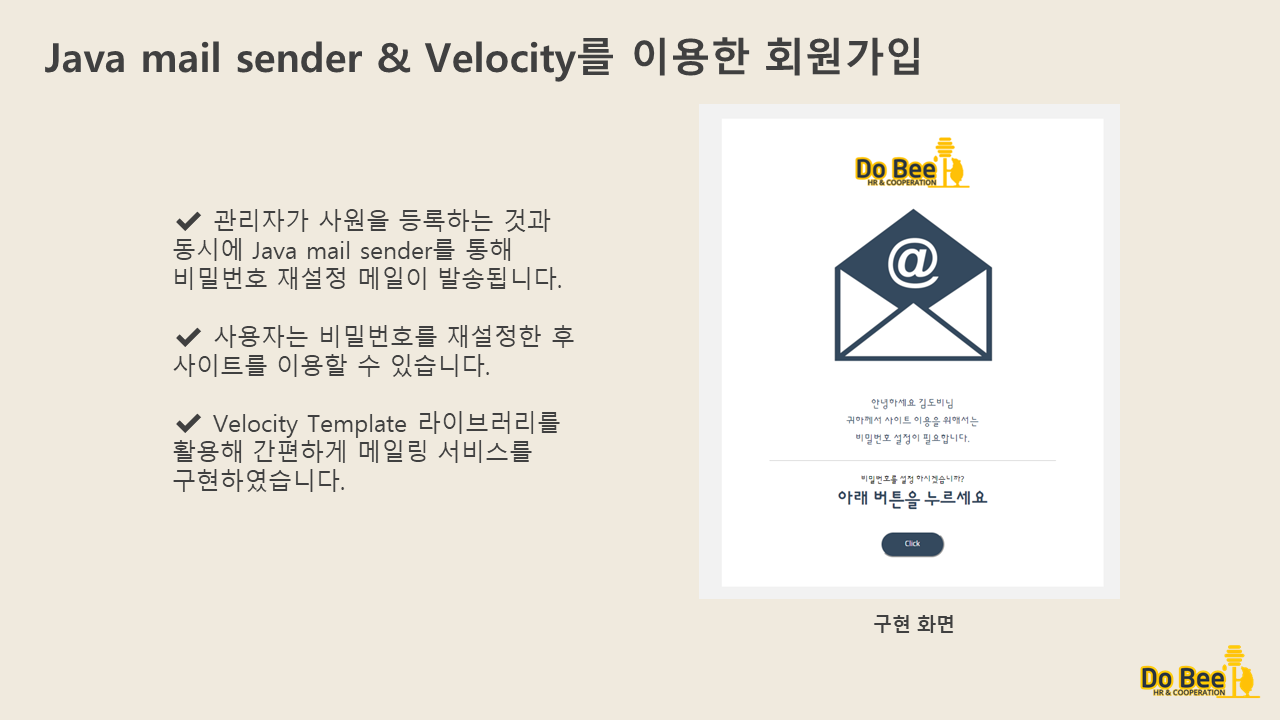 Java mail sender & Velocity를 이용한 회원가입
✔ 관리자가 사원을 등록하는 것과
동시에 Java mail sender를 통해
비밀번호 재설정 메일이 발송됩니다.
✔ 사용자는 비밀번호를 재설정한 후
사이트를 이용할 수 있습니다.
✔ Velocity Template 라이브러리를
활용해 간편하게 메일링 서비스를
구현하였습니다.
Do Bee
HR & COOPERATION
@
안녕하세요 김도비님
귀하께서 사이트 이용을 위해서는
비밀번호 설정이 필요합니다.
비밀번호를 설정 하시겠습니까?
아래 버튼을 누르세요
Click
구현 화면
Do Bee
HR & COOPERATION